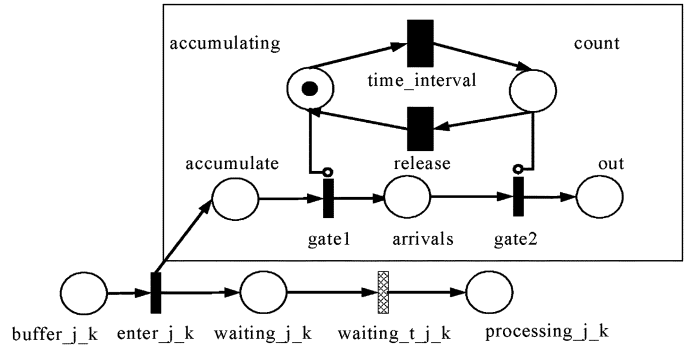 accumulating
count
time_interval
accumulate
release
out
gate1
arrivals
gate2
buffer_j_k
enter_j_k
waiting_j_k
waiting_t_j_k
processing_j_k